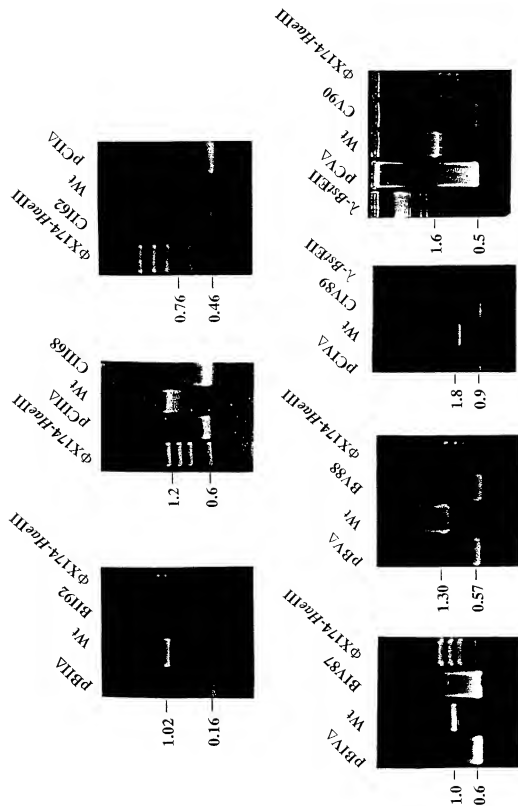 pBIIΔ
Wt
BII92
ΦX174-HaeIII
1.02
0.16
ΦX174-HaeIII
pCIIIΔ
Wt
CIII68
1.2
0.6
ΦX174-HaeIII
CII62
Wt
pCIIΔ
0.76
0.46
pBIVΔ
Wt
BIV87
ΦX174-HaeIII
1.0
0.6
pBVΔ
Wt
BV88
ΦX174-HaeIII
1.30
0.57
pCIVΔ
Wt
CIV89
λ-BstEII
1.8
0.9
λ-BstEII
pCVΔ
Wt
CV90
ΦX174-HaeIII
1.6
0.5